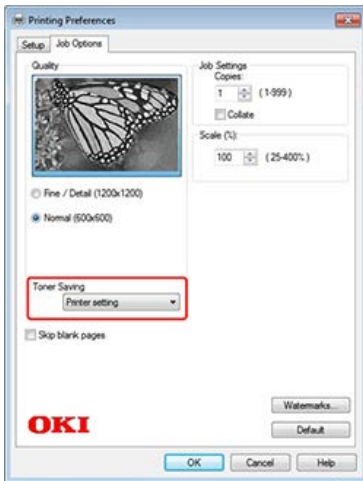 Printing Preferences
Setup Job Options
Quality
Fine / Detail (1200x1200)
Normal (600x600)
Toner Saving
Printer setting
Skip blank pages
Job Settings
Copies:
1 (1-999)
Collate
Scale (%):
100 (25-400%)
OKI
Watermarks...
Default
OK Cancel Help